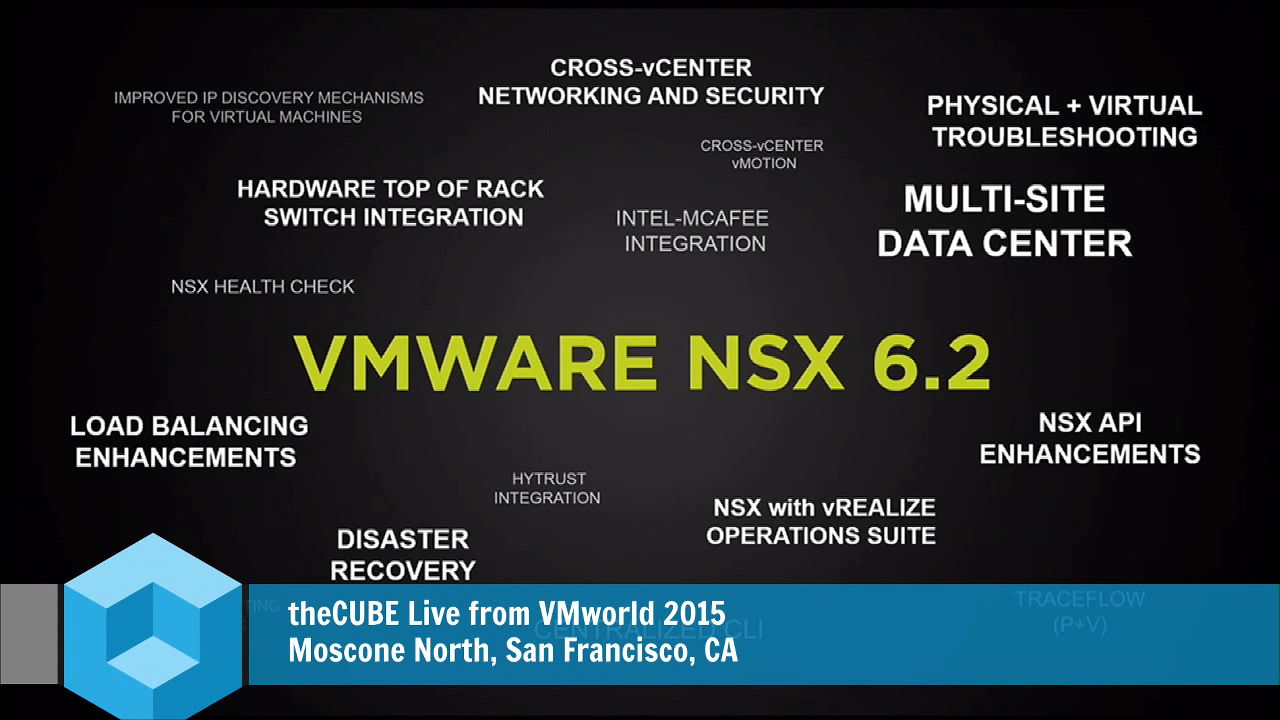 CROSS-vCENTER
NETWORKING AND SECURITY
IMPROVED IP DISCOVERY MECHANISMS
FOR VIRTUAL MACHINES
PHYSICAL + VIRTUAL
TROUBLESHOOTING
CROSS-vCENTER
vMOTION
HARDWARE TOP OF RACK
SWITCH INTEGRATION
INTEL-MCAFEE
INTEGRATION
MULTI-SITE
DATA CENTER
NSX HEALTH CHECK
VMWARE NSX 6.2
LOAD BALANCING
ENHANCEMENTS
NSX API
ENHANCEMENTS
HYTRUST
INTEGRATION
NSX with vREALIZE
OPERATIONS SUITE
DISASTER
RECOVERY
TRACEFLOW
(P+V)
CENTRALIZED CLI
theCUBE Live from VMworld 2015
Moscone North, San Francisco, CA